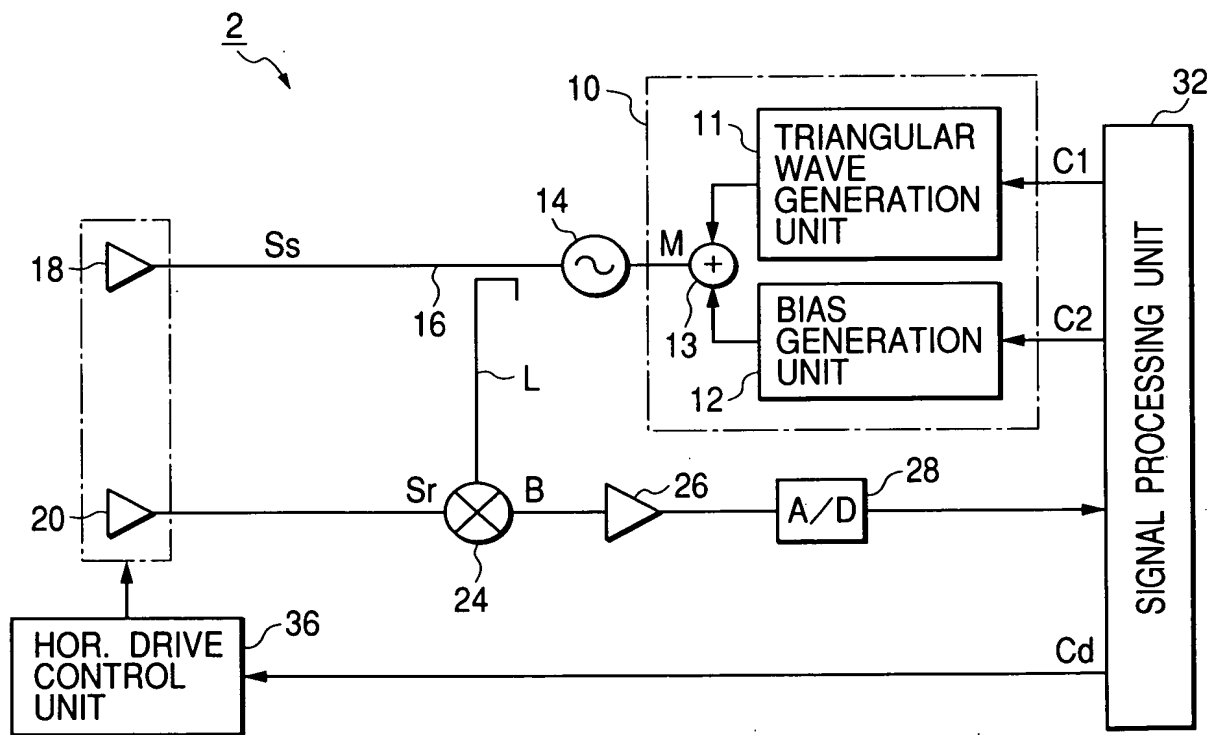 2
10
32
11
TRIANGULAR
WAVE
GENERATION
UNIT
C1
14
18
Ss
M
+
16
13
BIAS
GENERATION
UNIT
C2
12
L
SIGNAL PROCESSING UNIT
20
Sr
B
26
28
A/D
24
36
HOR. DRIVE
CONTROL
UNIT
Cd